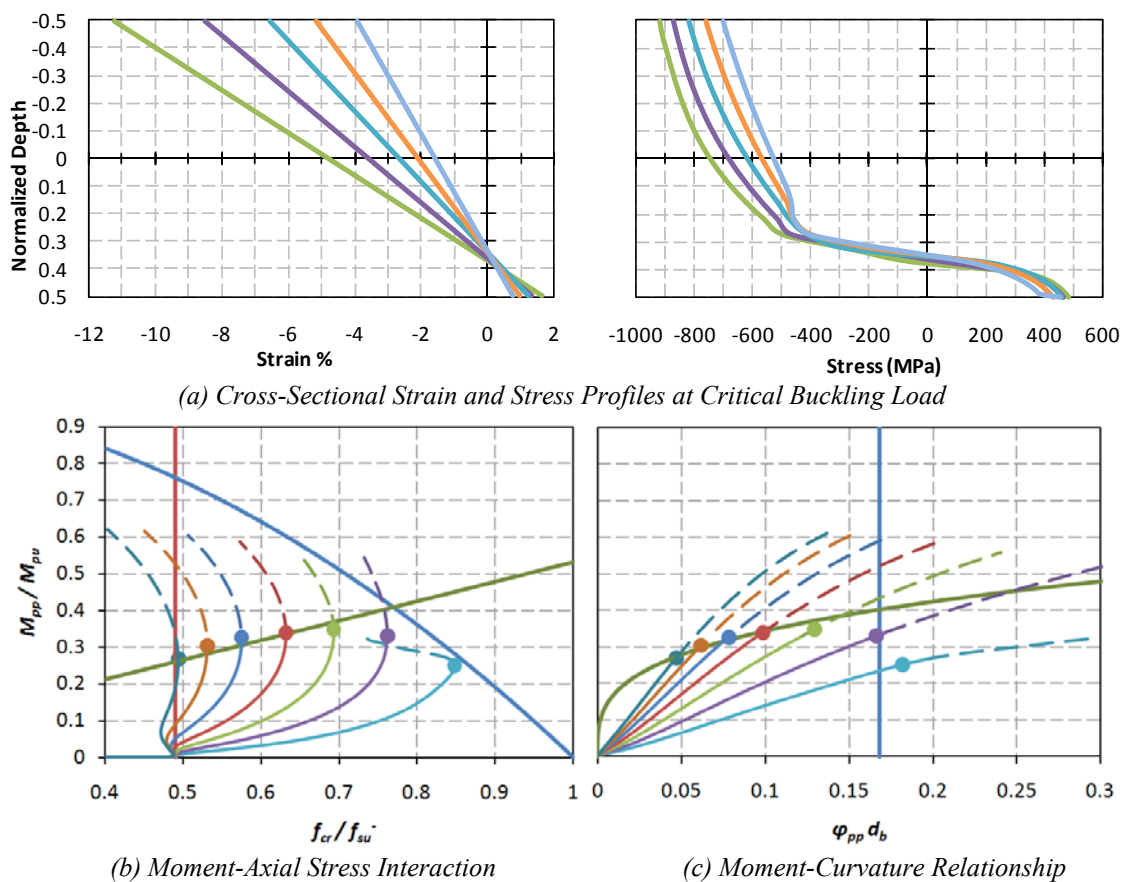 -0.5
-0.4
-0.3
-0.2
-0.1
0
0.1
0.2
0.3
0.4
0.5
Normalized Depth
-12 -10 -8 -6 -4 -2 0 2
Strain %
-1000 -800 -600 -400 -200 0 200 400 600
Stress (MPa)
(a) Cross-Sectional Strain and Stress Profiles at Critical Buckling Load
0.9
0.8
0.7
0.6
0.5
0.4
0.3
0.2
0.1
0
M_pp / M_pu
0.4 0.5 0.6 0.7 0.8 0.9 1
f_cr / f_su^-
(b) Moment-Axial Stress Interaction
0 0.05 0.1 0.15 0.2 0.25 0.3
φ_pp d_b
(c) Moment-Curvature Relationship